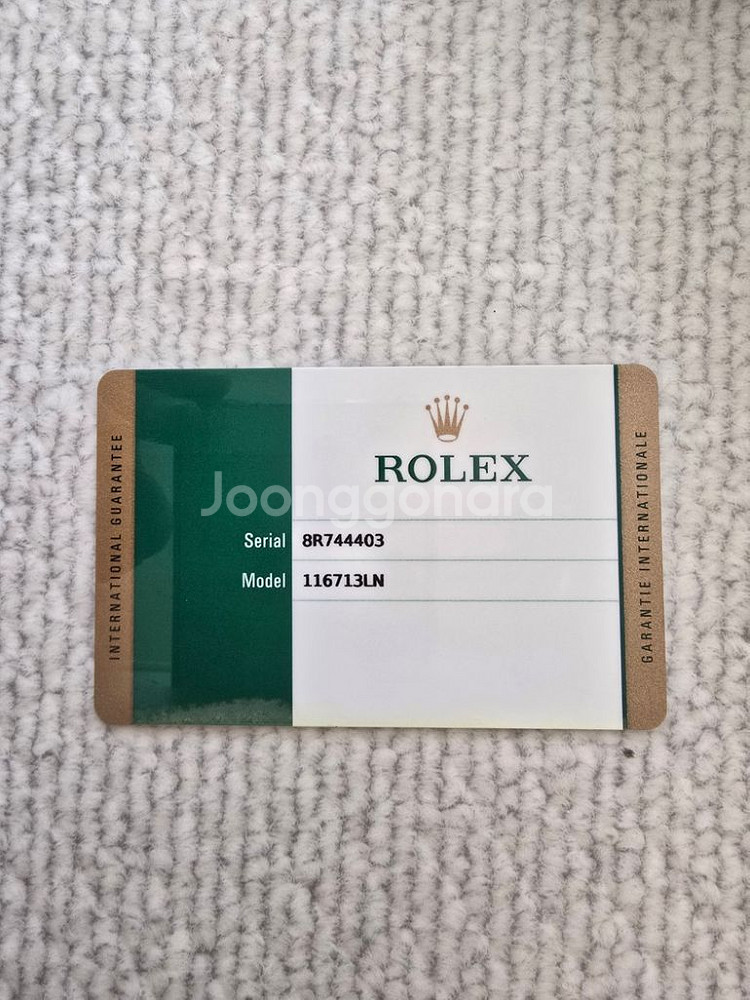 INTERNATIONAL GUARANTEE
ROLEX
Joonggonara
Serial 8R744403
Model 116713LN
GARANTIE INTERNATIONALE